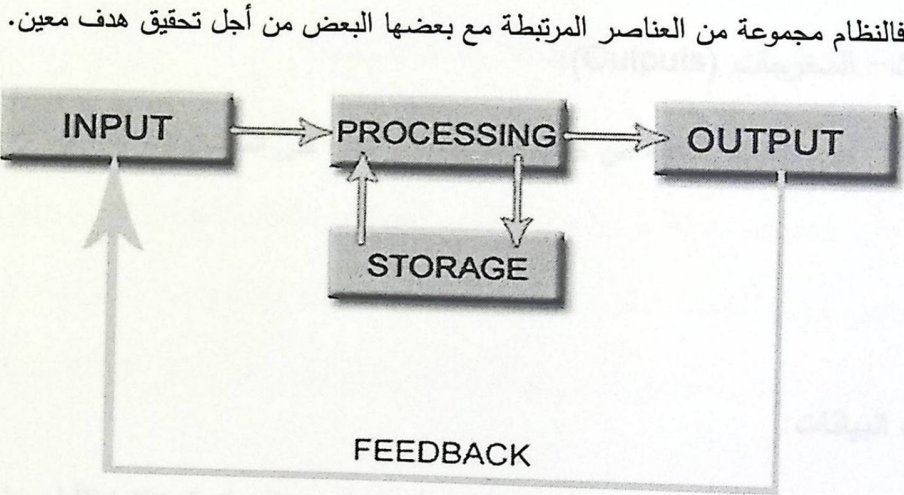 فالنظام مجموعة من العناصر المرتبطة مع بعضها البعض من أجل تحقيق هدف معين.
INPUT
PROCESSING
OUTPUT
STORAGE
FEEDBACK